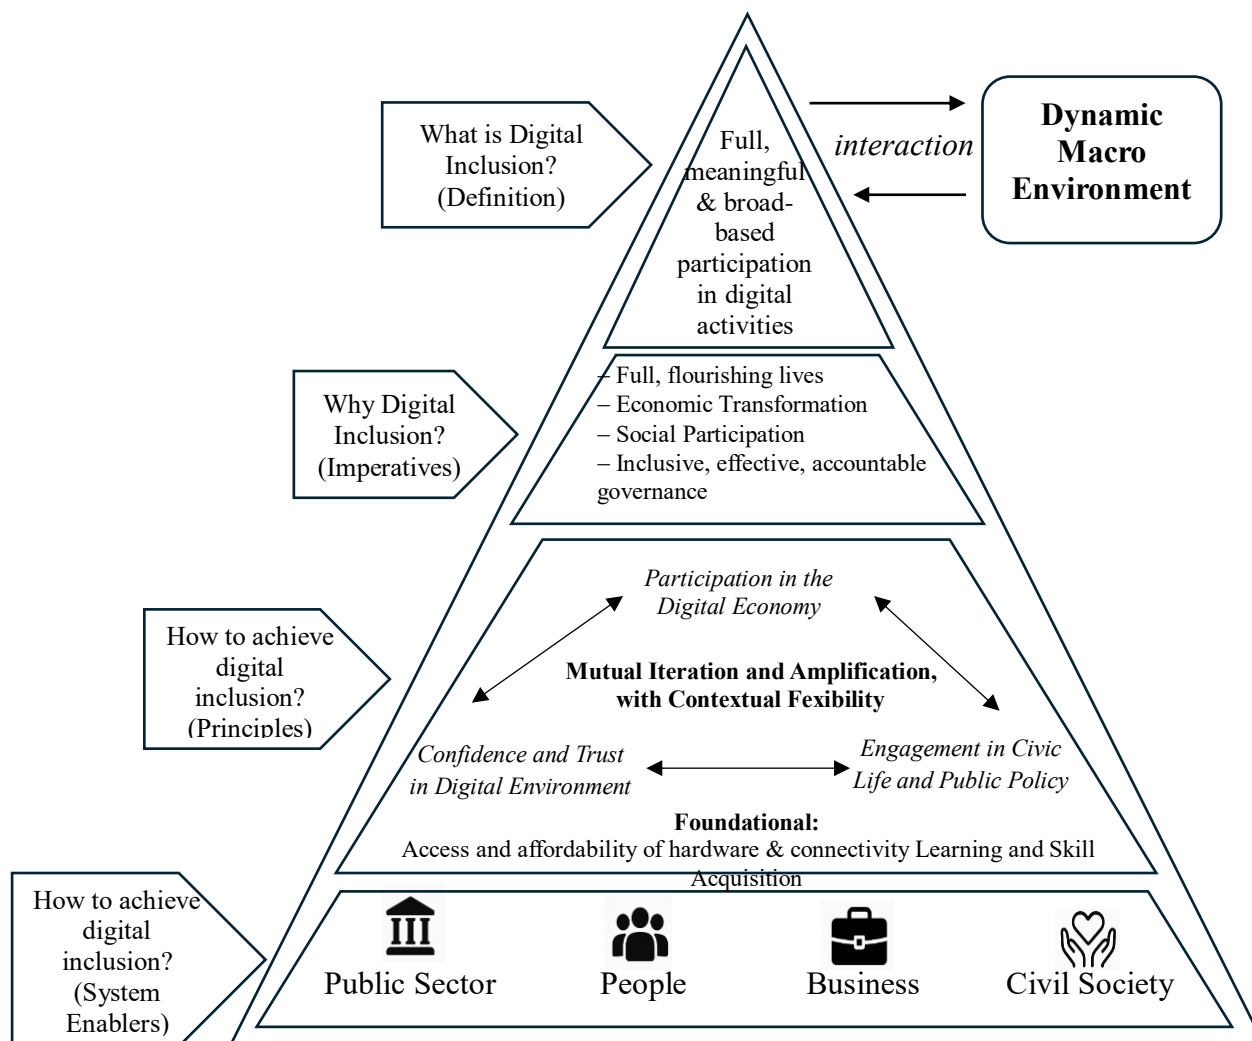 What is Digital
Inclusion?
(Definition)
Full,
meaningful
& broad-
based
participation
in digital
activities
interaction
Dynamic
Macro
Environment
Why Digital
Inclusion?
(Imperatives)
– Full, flourishing lives
– Economic Transformation
– Social Participation
– Inclusive, effective, accountable
governance
How to achieve
digital
inclusion?
(Principles)
Participation in the
Digital Economy
Mutual Iteration and Amplification,
with Contextual Fexibility
Confidence and Trust
in Digital Environment
Engagement in Civic
Life and Public Policy
Foundational:
Access and affordability of hardware & connectivity Learning and Skill
Acquisition
How to achieve
digital
inclusion?
(System
Enablers)
Public Sector
People
Business
Civil Society